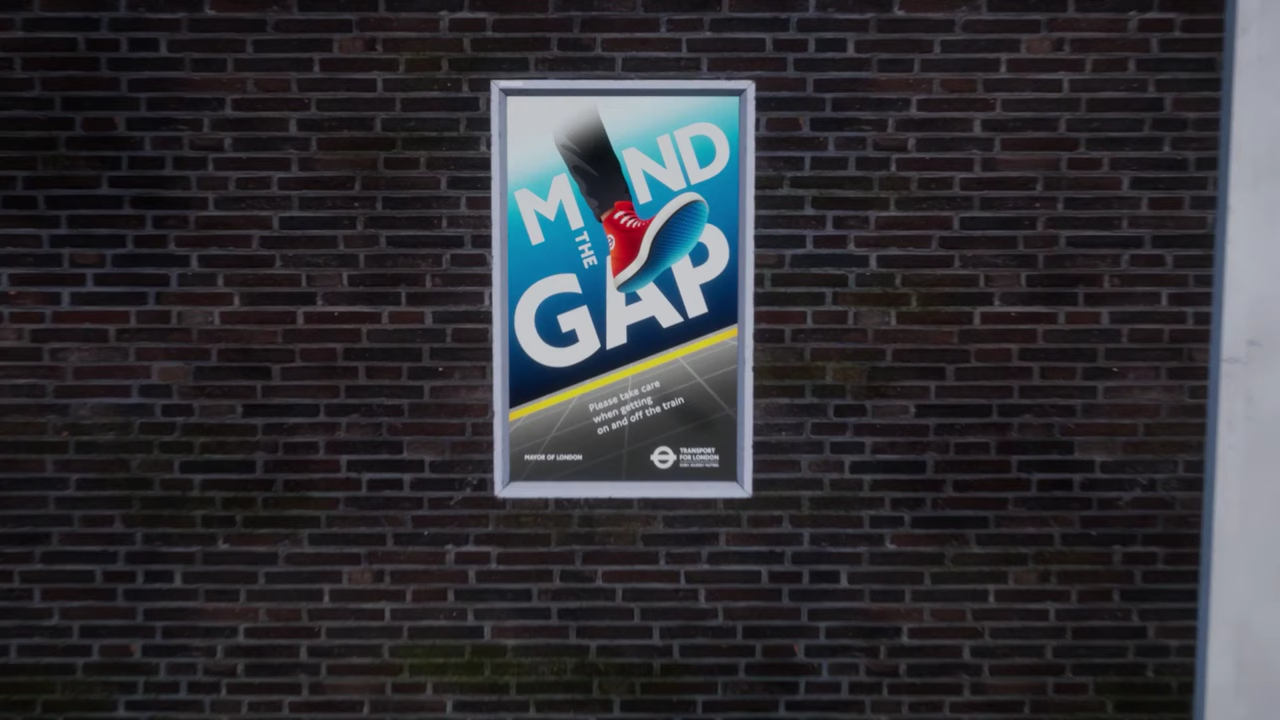 MIND
THE
GAP
Please take care
when getting
on and off the train
MAYOR OF LONDON
TRANSPORT
FOR LONDON